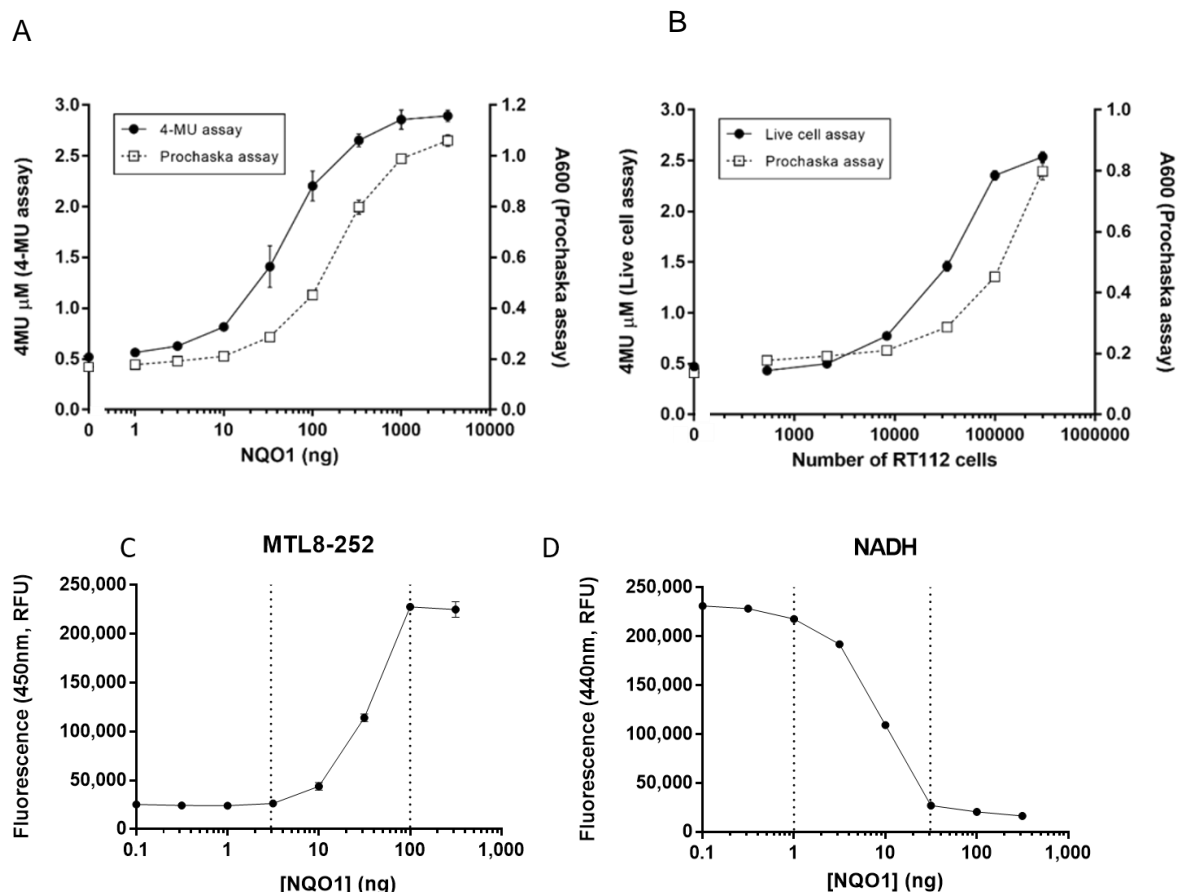 A
B
3.0
2.5
2.0
1.5
1.0
0.5
0.0
4MU μM (4-MU assay)
4-MU assay
Prochaska assay
1.2
1.0
0.8
0.6
0.4
0.2
0.0
A600 (Prochaska assay)
0 1 10 100 1000 10000
NQO1 (ng)
3.0
2.5
2.0
1.5
1.0
0.5
0.0
4MU μM (Live cell assay)
Live cell assay
Prochaska assay
1.0
0.8
0.6
0.4
0.2
0.0
A600 (Prochaska assay)
0 1000 10000 100000 1000000
Number of RT112 cells
C
MTL8-252
250,000
200,000
150,000
100,000
50,000
0
Fluorescence (450nm, RFU)
0.1 1 10 100 1,000
[NQO1] (ng)
D
NADH
250,000
200,000
150,000
100,000
50,000
0
Fluorescence (440nm, RFU)
0.1 1 10 100 1,000
[NQO1] (ng)